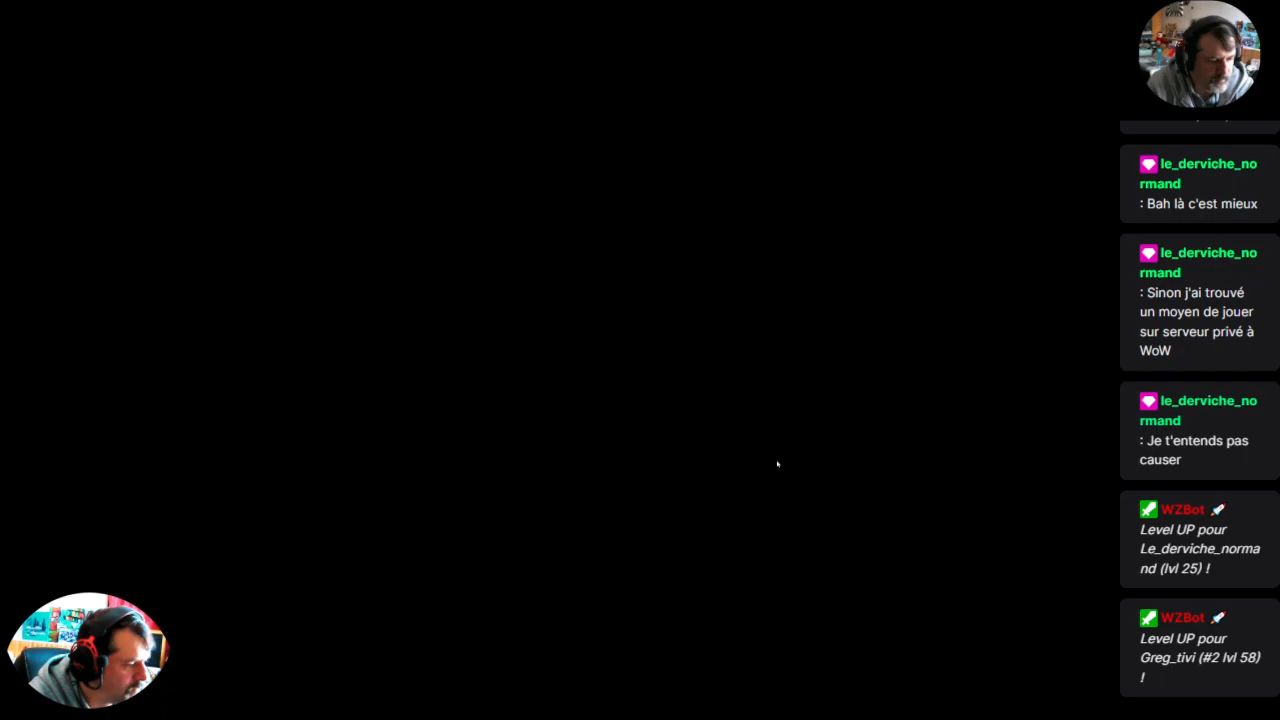 le_derviche_no
rmand
: Bah là c'est mieux
le_derviche_no
rmand
: Sinon j'ai trouvé
un moyen de jouer
sur serveur privé à
WoW
le_derviche_no
rmand
: Je t'entends pas
causer
WZBot 🚀
Level UP pour
Le_derviche_norma
nd (lvl 25) !
WZBot 🚀
Level UP pour
Greg_tivi (#2 lvl 58)
!